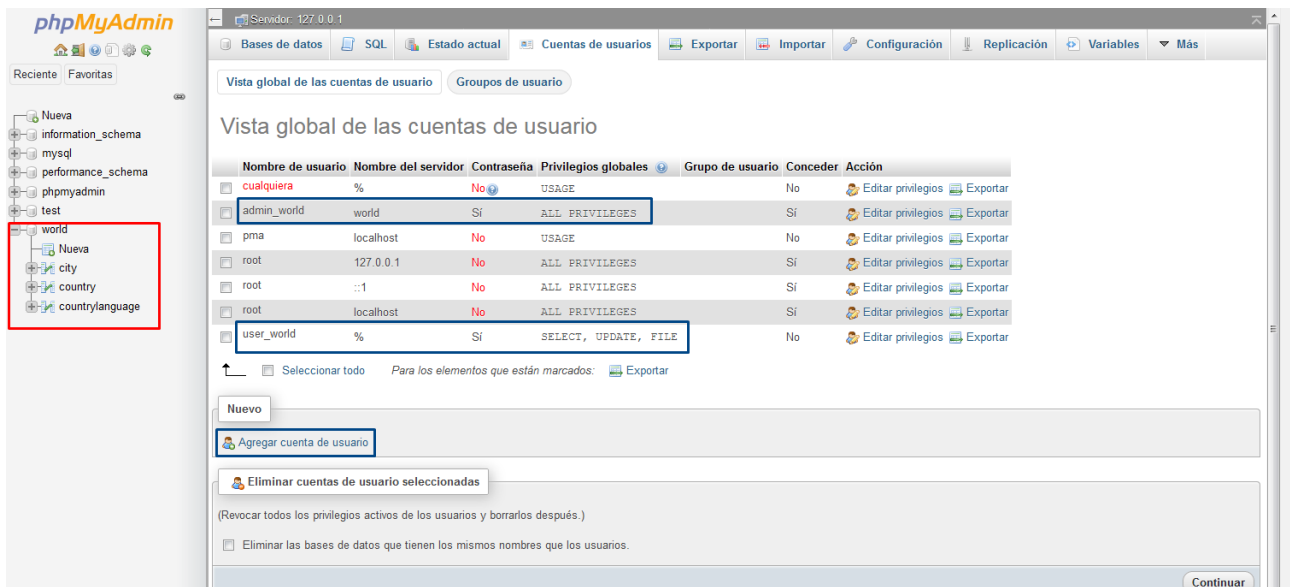 phpMyAdmin
Reciente Favoritas
Nueva
information_schema
mysql
performance_schema
phpmyadmin
test
world
Nueva
city
country
countrylanguage
Servidor: 127.0.0.1
Bases de datos SQL Estado actual Cuentas de usuarios Exportar Importar Configuración Replicación Variables Más
Vista global de las cuentas de usuario Groupos de usuario
Vista global de las cuentas de usuario
Nombre de usuario Nombre del servidor Contraseña Privilegios globales Grupo de usuario Conceder Acción
cualquiera % No USAGE No Editar privilegios Exportar
admin_world world Sí ALL PRIVILEGES Sí Editar privilegios Exportar
pma localhost No USAGE No Editar privilegios Exportar
root 127.0.0.1 No ALL PRIVILEGES Sí Editar privilegios Exportar
root ::1 No ALL PRIVILEGES Sí Editar privilegios Exportar
root localhost No ALL PRIVILEGES Sí Editar privilegios Exportar
user_world % Sí SELECT, UPDATE, FILE No Editar privilegios Exportar
Seleccionar todo Para los elementos que están marcados: Exportar
Nuevo
Agregar cuenta de usuario
Eliminar cuentas de usuario seleccionadas
(Revocar todos los privilegios activos de los usuarios y borrarlos después.)
Eliminar las bases de datos que tienen los mismos nombres que los usuarios.
Continuar